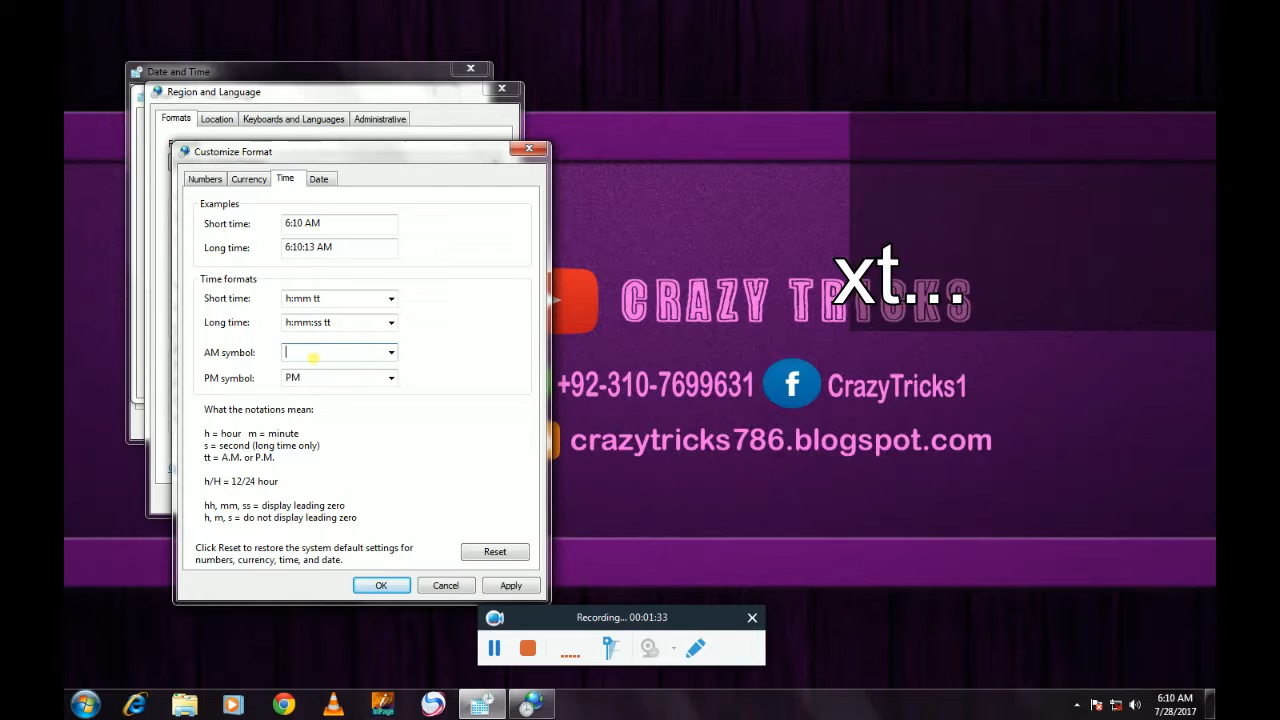 Date and Time
Region and Language
Formats Location Keyboards and Languages Administrative
Customize Format
Numbers Currency Time Date
Examples
Short time: 6:10 AM
Long time: 6:10:13 AM
Time formats
Short time: h:mm tt
Long time: h:mm:ss tt
AM symbol:
PM symbol: PM
What the notations mean:
h = hour m = minute
s = second (long time only)
tt = A.M. or P.M.
h/H = 12/24 hour
hh, mm, ss = display leading zero
h, m, s = do not display leading zero
Click Reset to restore the system default settings for
numbers, currency, time, and date.
Reset
OK Cancel Apply
xt...
CRAZY TRICKS
+92-310-7699631 f CrazyTricks1
crazytricks786.blogspot.com
Recording... 00:01:33
6:10 AM
7/28/2017